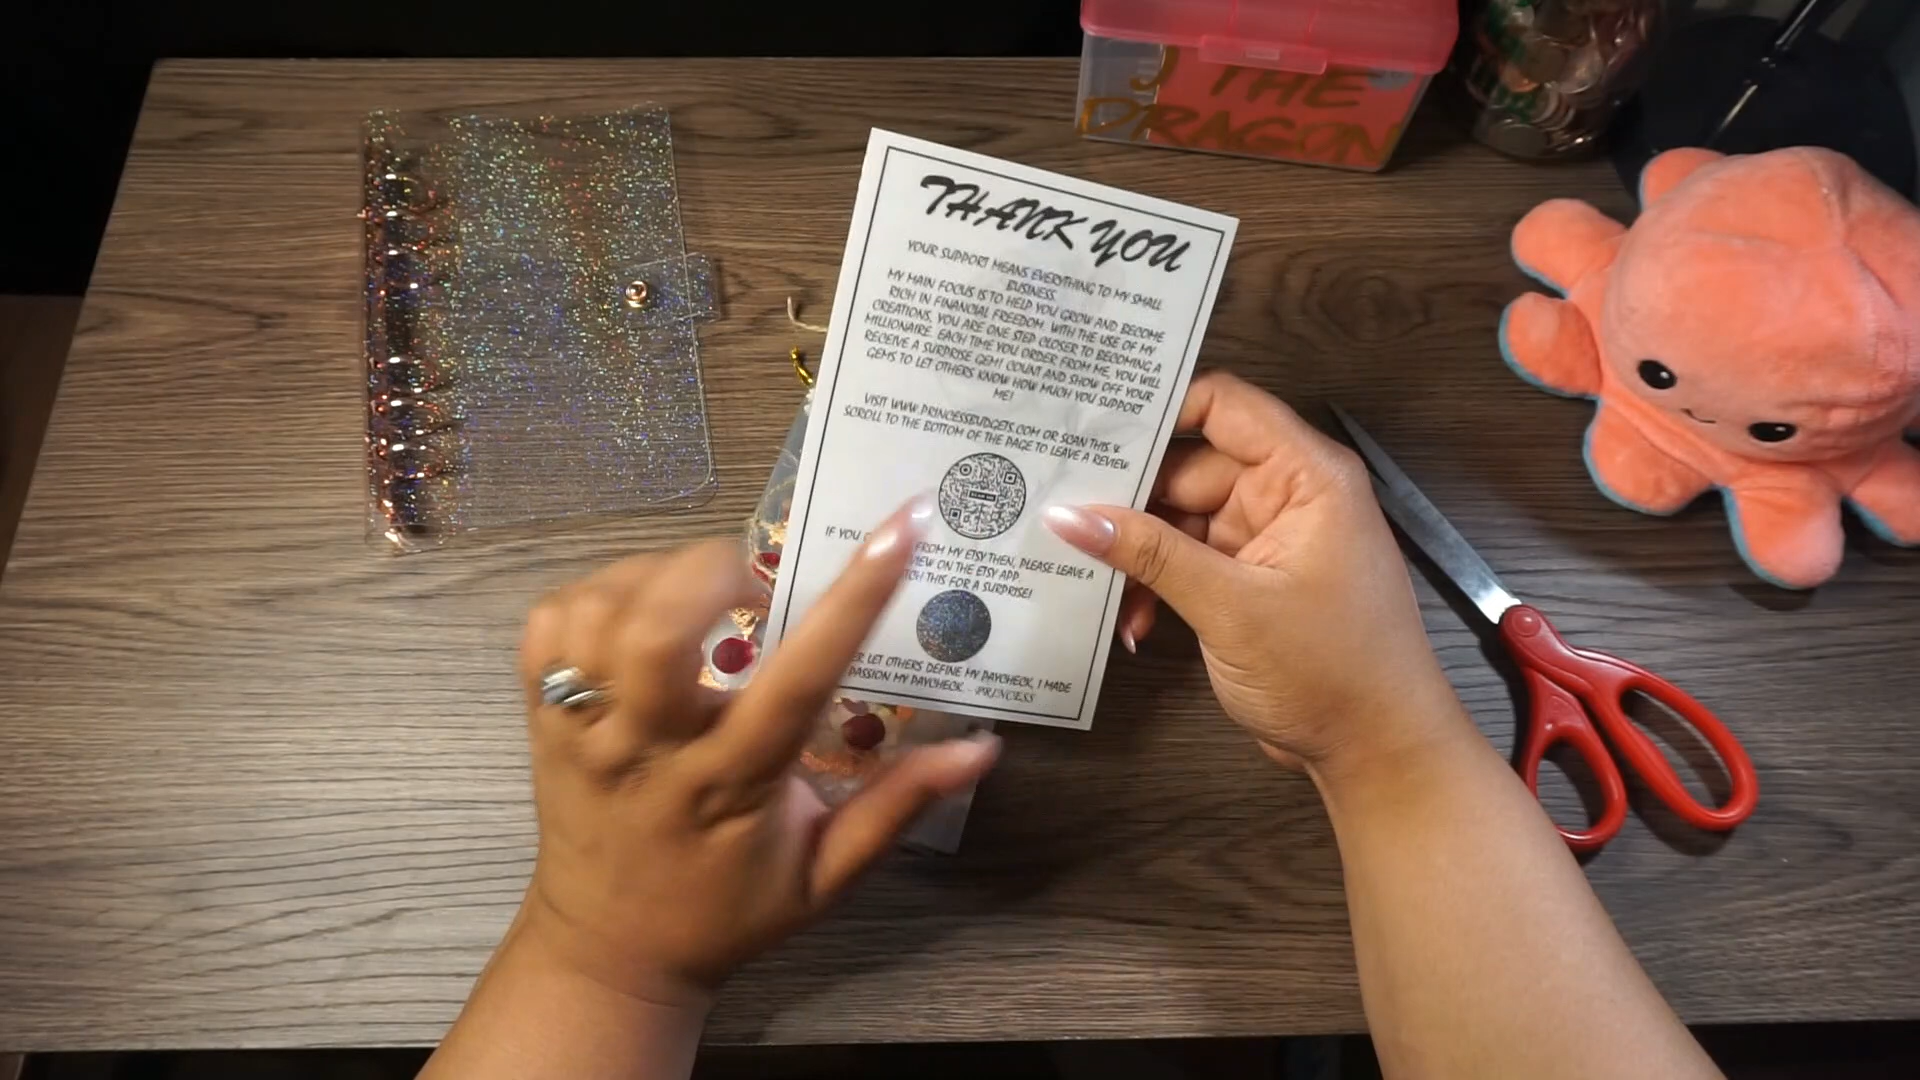 J THE
DRAGON
THANK YOU
YOUR SUPPORT MEANS EVERYTHING TO MY SMALL
BUSINESS.
MY MAIN FOCUS IS TO HELP YOU GROW AND BECOME
RICH IN FINANCIAL FREEDOM. WITH THE USE OF MY
CREATIONS, YOU ARE ONE STEP CLOSER TO BECOMING A
MILLIONAIRE. EACH TIME YOU ORDER FROM ME, YOU WILL
RECEIVE A SURPRISE GEM! COUNT AND SHOW OFF YOUR
GEMS TO LET OTHERS KNOW HOW MUCH YOU SUPPORT
ME!
VISIT WWW.PRINCESSBUDGETS.COM OR SCAN THIS &
SCROLL TO THE BOTTOM OF THE PAGE TO LEAVE A REVIEW.
IF YOU FROM MY ETSY THEN, PLEASE LEAVE A
ON THE ETSY APP.
THIS FOR A SURPRISE!
LET OTHERS DEFINE MY PAYCHECK, I MADE
PASSION MY PAYCHECK. - PRINCESS